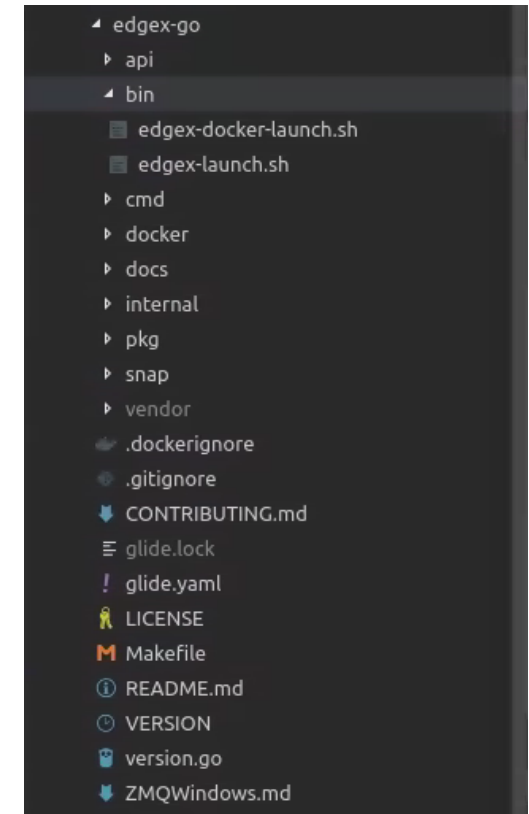 edgex-go
api
bin
edgex-docker-launch.sh
edgex-launch.sh
cmd
docker
docs
internal
pkg
snap
vendor
.dockerignore
.gitignore
CONTRIBUTING.md
glide.lock
glide.yaml
LICENSE
Makefile
README.md
VERSION
version.go
ZMQWindows.md